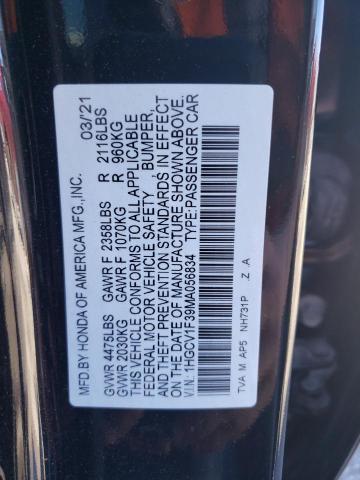 MFD.BY HONDA OF AMERICA MFG.,INC. 03/'21
GVWR 4475LBS GAWR F 2358LBS R 2116LBS
GVWR 2030KG GAWR F 1070KG R 960KG
THIS VEHICLE CONFORMS TO ALL APPLICABLE
FEDERAL MOTOR VEHICLE SAFETY, BUMPER,
AND THEFT PREVENTION STANDARDS IN EFFECT
ON THE DATE OF MANUFACTURE SHOWN ABOVE.
V.I.N.: 1HGCV1F39MA056834 TYPE:PASSENGER CAR
TVA M AP5 NH731P .Z .A